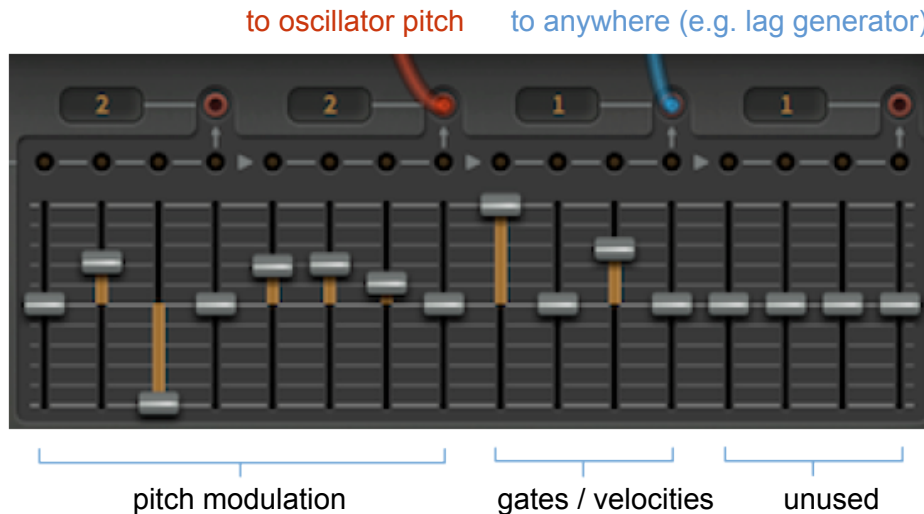 to oscillator pitch to anywhere (e.g. lag generator)
2 2 1 1
pitch modulation gates / velocities unused